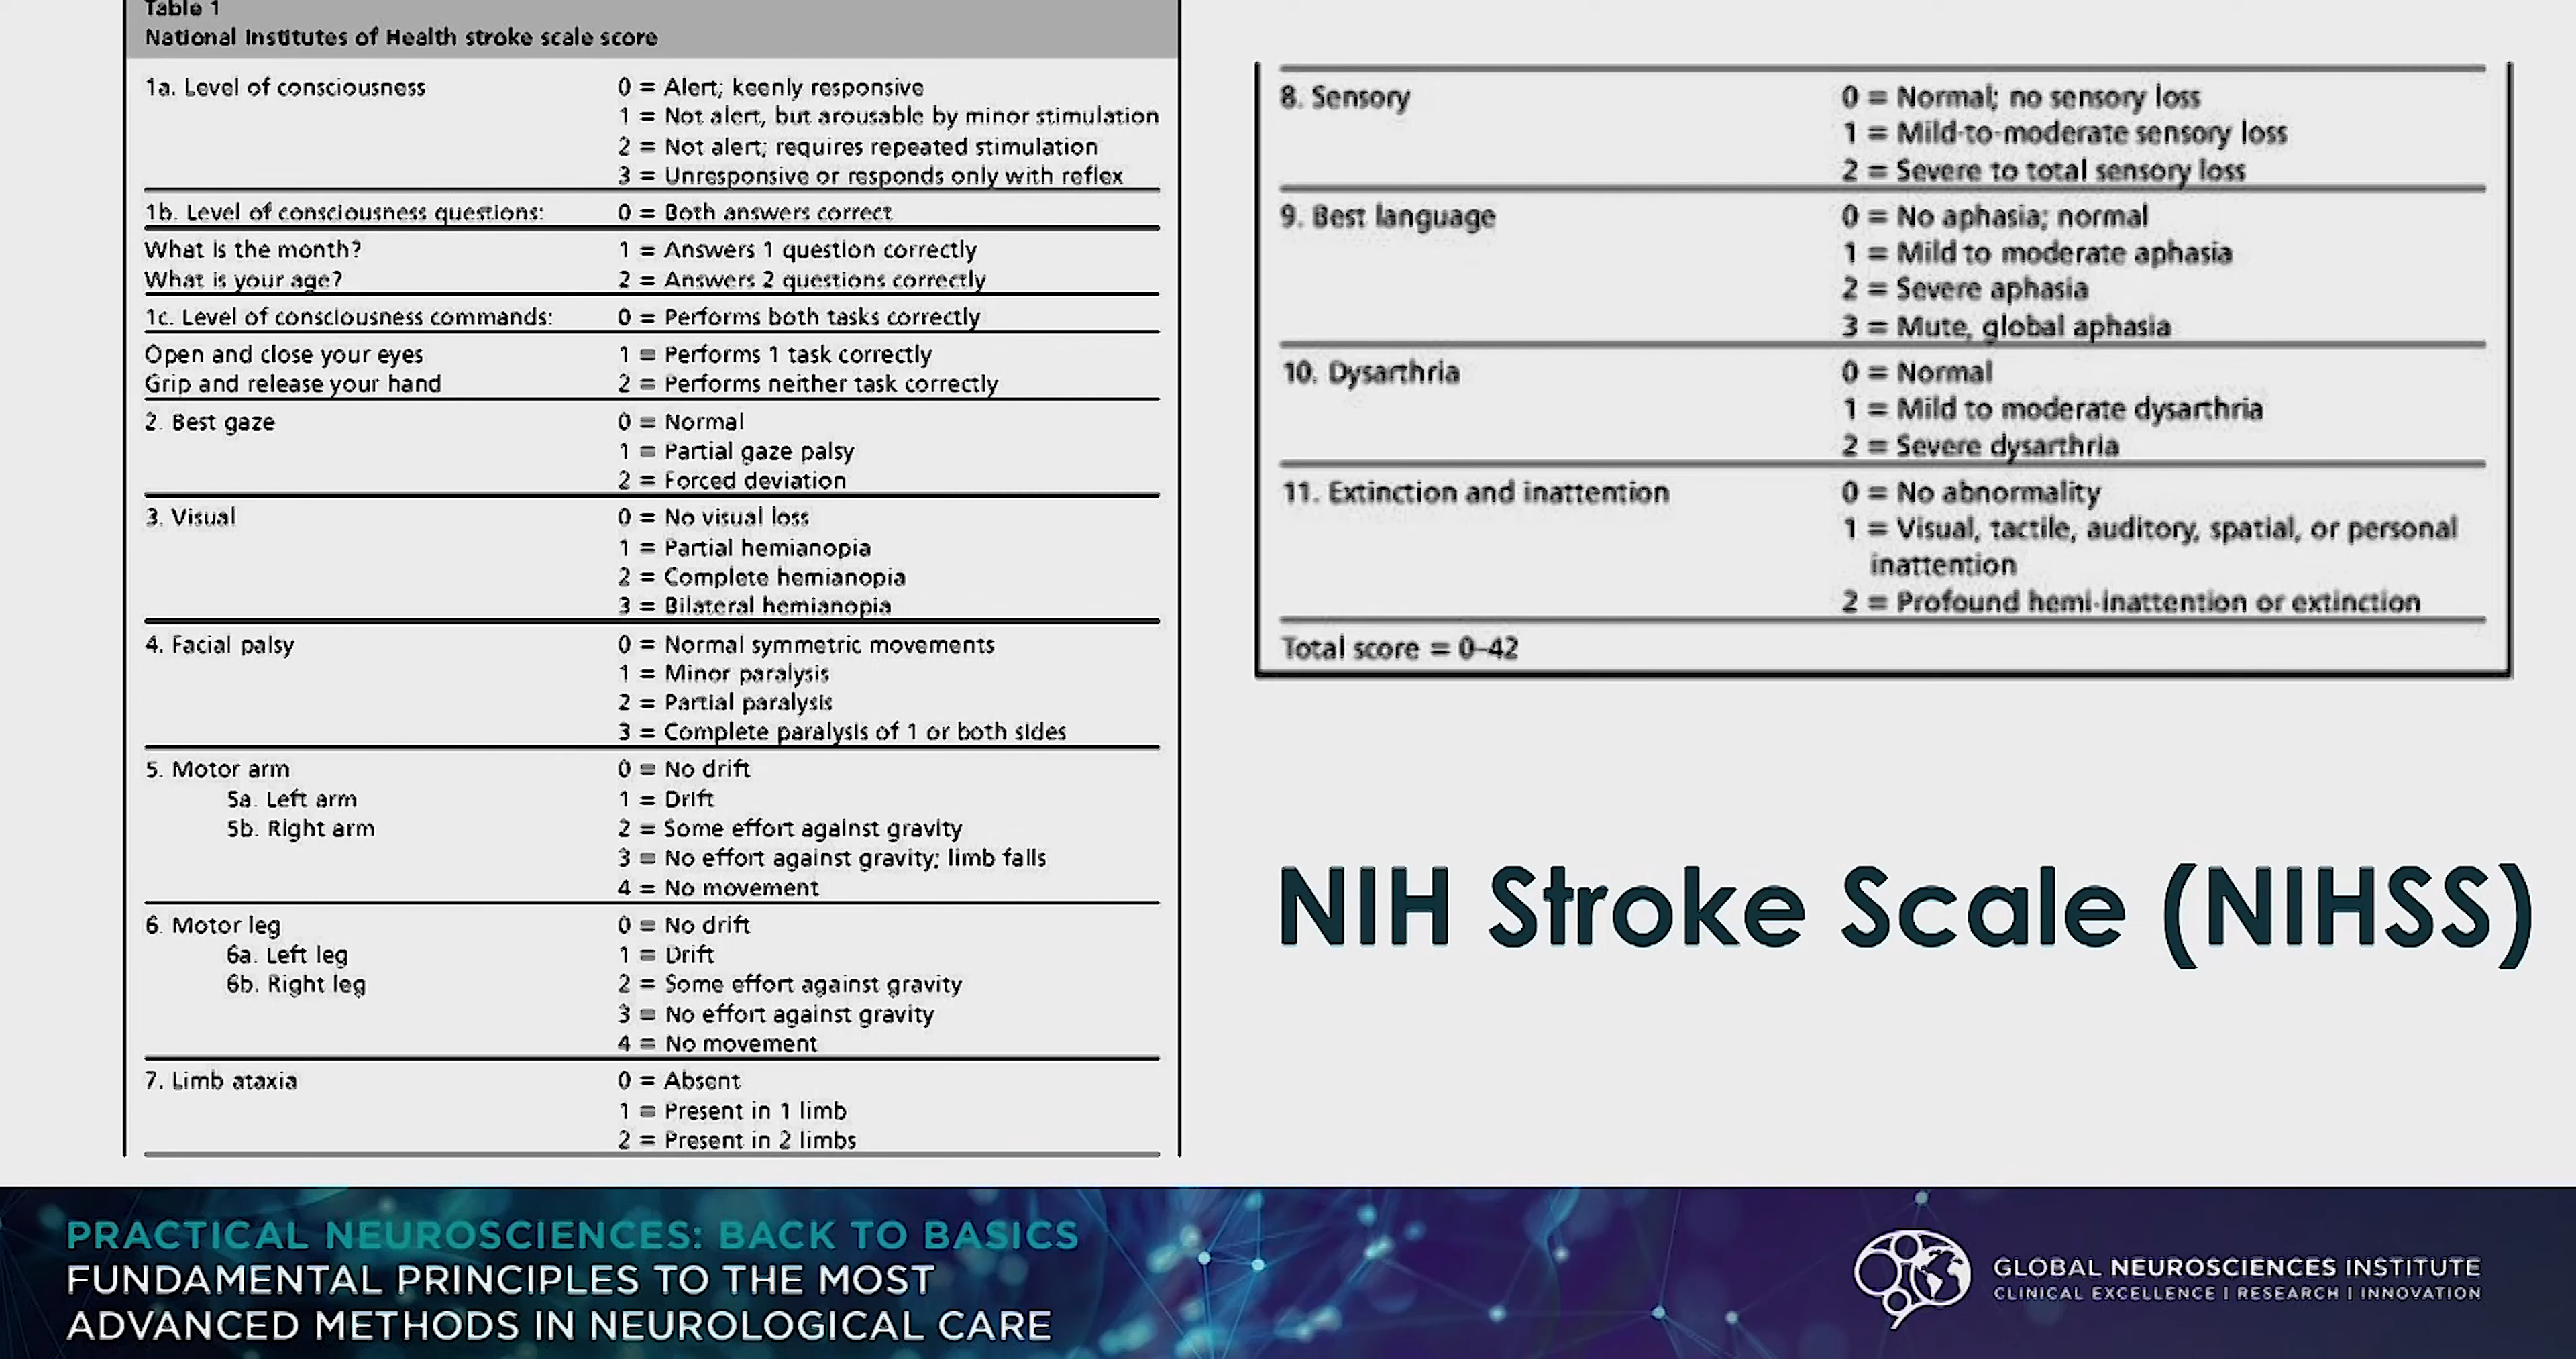 Table 1
National Institutes of Health stroke scale score
1a. Level of consciousness
0 = Alert; keenly responsive
1 = Not alert, but arousable by minor stimulation
2 = Not alert; requires repeated stimulation
3 = Unresponsive or responds only with reflex
1b. Level of consciousness questions:
0 = Both answers correct
What is the month?
1 = Answers 1 question correctly
What is your age?
2 = Answers 2 questions correctly
1c. Level of consciousness commands:
0 = Performs both tasks correctly
Open and close your eyes
1 = Performs 1 task correctly
Grip and release your hand
2 = Performs neither task correctly
2. Best gaze
0 = Normal
1 = Partial gaze palsy
2 = Forced deviation
3. Visual
0 = No visual loss
1 = Partial hemianopia
2 = Complete hemianopia
3 = Bilateral hemianopia
4. Facial palsy
0 = Normal symmetric movements
1 = Minor paralysis
2 = Partial paralysis
3 = Complete paralysis of 1 or both sides
5. Motor arm
0 = No drift
5a. Left arm
1 = Drift
5b. Right arm
2 = Some effort against gravity
3 = No effort against gravity; limb falls
4 = No movement
6. Motor leg
0 = No drift
6a. Left leg
1 = Drift
6b. Right leg
2 = Some effort against gravity
3 = No effort against gravity
4 = No movement
7. Limb ataxia
0 = Absent
1 = Present in 1 limb
2 = Present in 2 limbs
8. Sensory
0 = Normal; no sensory loss
1 = Mild-to-moderate sensory loss
2 = Severe to total sensory loss
9. Best language
0 = No aphasia; normal
1 = Mild to moderate aphasia
2 = Severe aphasia
3 = Mute, global aphasia
10. Dysarthria
0 = Normal
1 = Mild to moderate dysarthria
2 = Severe dysarthria
11. Extinction and inattention
0 = No abnormality
1 = Visual, tactile, auditory, spatial, or personal
inattention
2 = Profound hemi-inattention or extinction
Total score = 0–42
NIH Stroke Scale (NIHSS)
PRACTICAL NEUROSCIENCES: BACK TO BASICS
FUNDAMENTAL PRINCIPLES TO THE MOST
ADVANCED METHODS IN NEUROLOGICAL CARE
GLOBAL NEUROSCIENCES INSTITUTE
CLINICAL EXCELLENCE | RESEARCH | INNOVATION